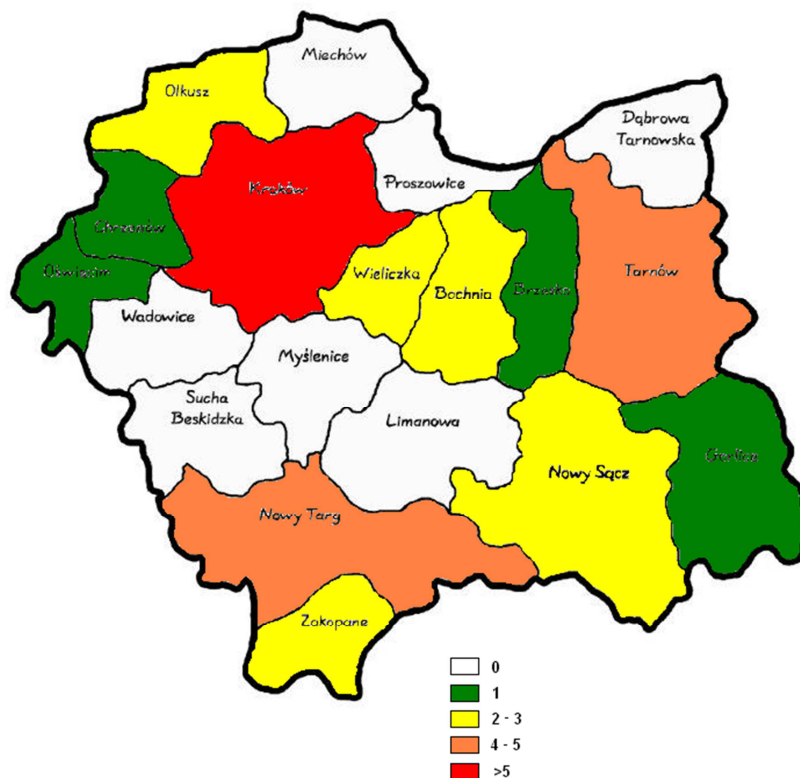 Miechów
Olkusz
Dąbrowa
Tarnowska
Proszowice
Kraków
Chrzanów
Oświęcim
Wieliczka
Bochnia
Brzesko
Tarnów
Wadowice
Myślenice
Sucha
Beskidzka
Limanowa
Gorlice
Nowy Sącz
Nowy Targ
Zakopane
0
1
2 - 3
4 - 5
>5